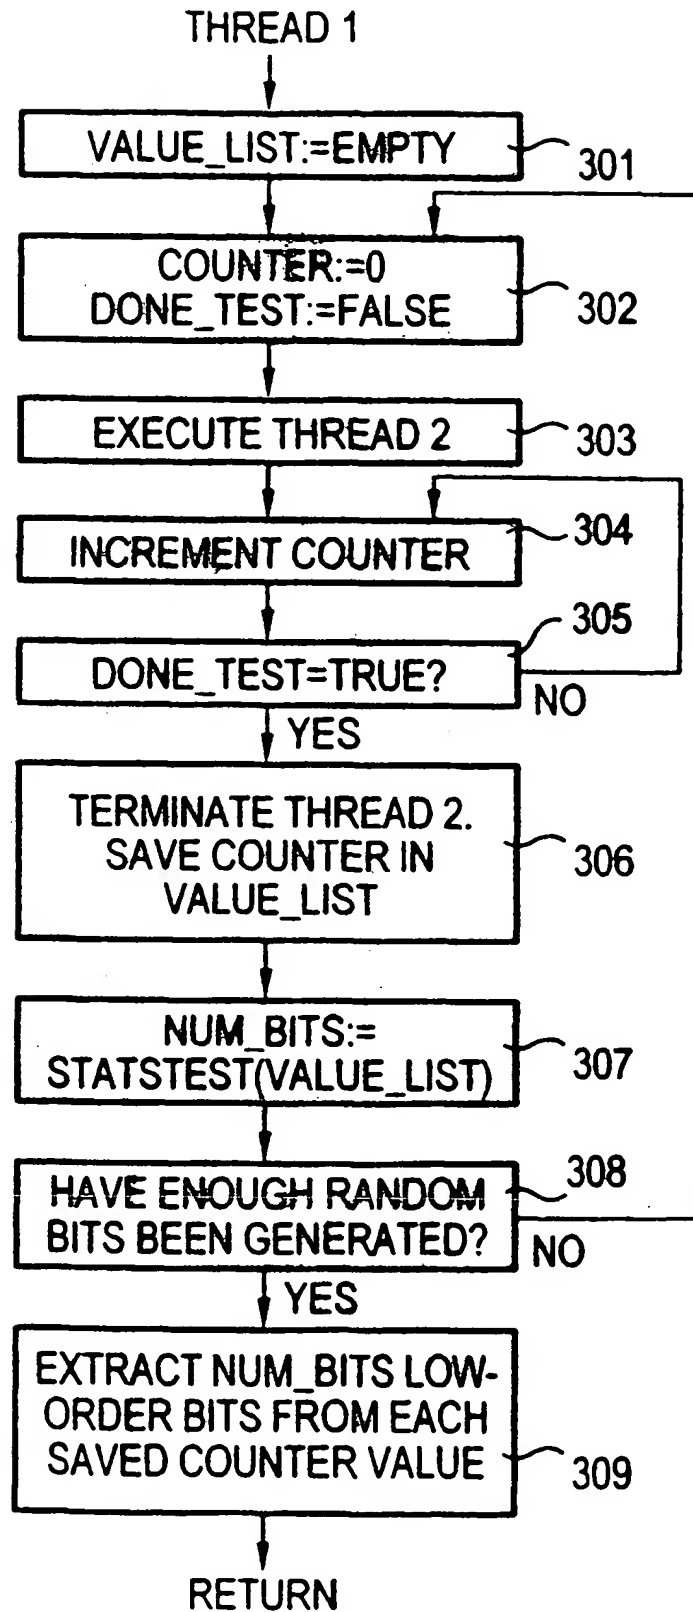 THREAD 1
VALUE_LIST:=EMPTY
301
COUNTER:=0
DONE_TEST:=FALSE
302
EXECUTE THREAD 2
303
INCREMENT COUNTER
304
DONE_TEST=TRUE?
305
NO
YES
TERMINATE THREAD 2.
SAVE COUNTER IN
VALUE_LIST
306
NUM_BITS:=
STATSTEST(VALUE_LIST)
307
HAVE ENOUGH RANDOM
BITS BEEN GENERATED?
308
NO
YES
EXTRACT NUM_BITS LOW-
ORDER BITS FROM EACH
SAVED COUNTER VALUE
309
RETURN